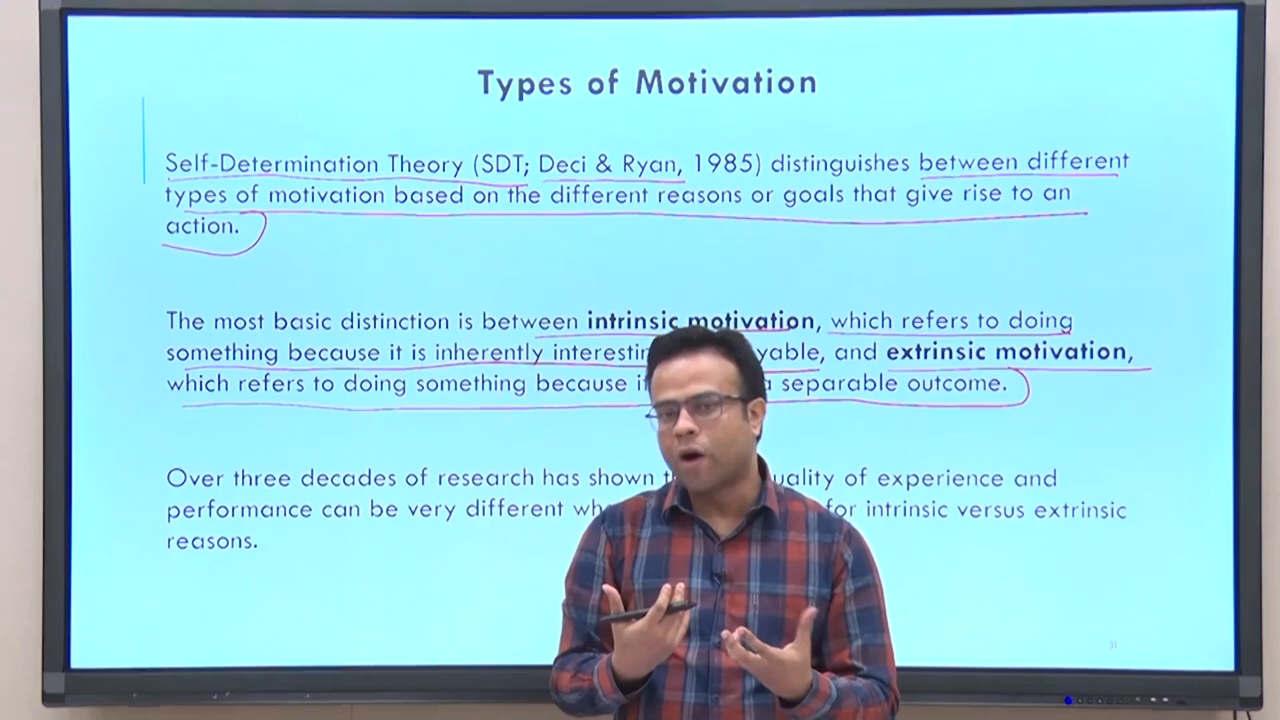 Types of Motivation
Self-Determination Theory (SDT; Deci & Ryan, 1985) distinguishes between different
types of motivation based on the different reasons or goals that give rise to an
action.
The most basic distinction is between intrinsic motivation, which refers to doing
something because it is inherently and extrinsic motivation,
which refers to doing something because separable outcome.
Over three decades of research has shown of experience and
performance can be very different for intrinsic versus extrinsic
reasons.
31